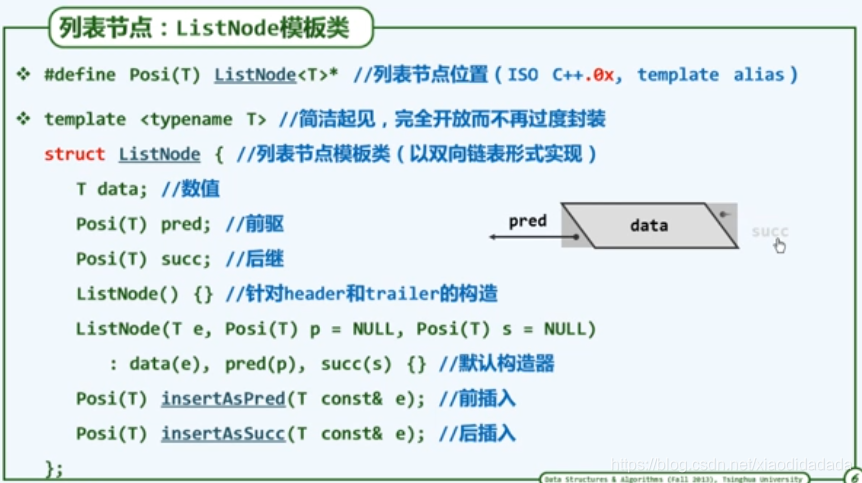 列表节点：ListNode模板类
❖ #define Posi(T) ListNode<T>* //列表节点位置（ISO C++.0x, template alias）
❖ template <typename T> //简洁起见，完全开放而不再过度封装
struct ListNode { //列表节点模板类（以双向链表形式实现）
T data; //数值
Posi(T) pred; //前驱
Posi(T) succ; //后继
pred
data
succ
ListNode() {} //针对header和trailer的构造
ListNode(T e, Posi(T) p = NULL, Posi(T) s = NULL)
: data(e), pred(p), succ(s) {} //默认构造器
Posi(T) insertAsPred(T const& e); //前插入
Posi(T) insertAsSucc(T const& e); //后插入
};
https://blog.csdn.net/xiaodidadada
Data Structures & Algorithms (Fall 2013), Tsinghua University
6